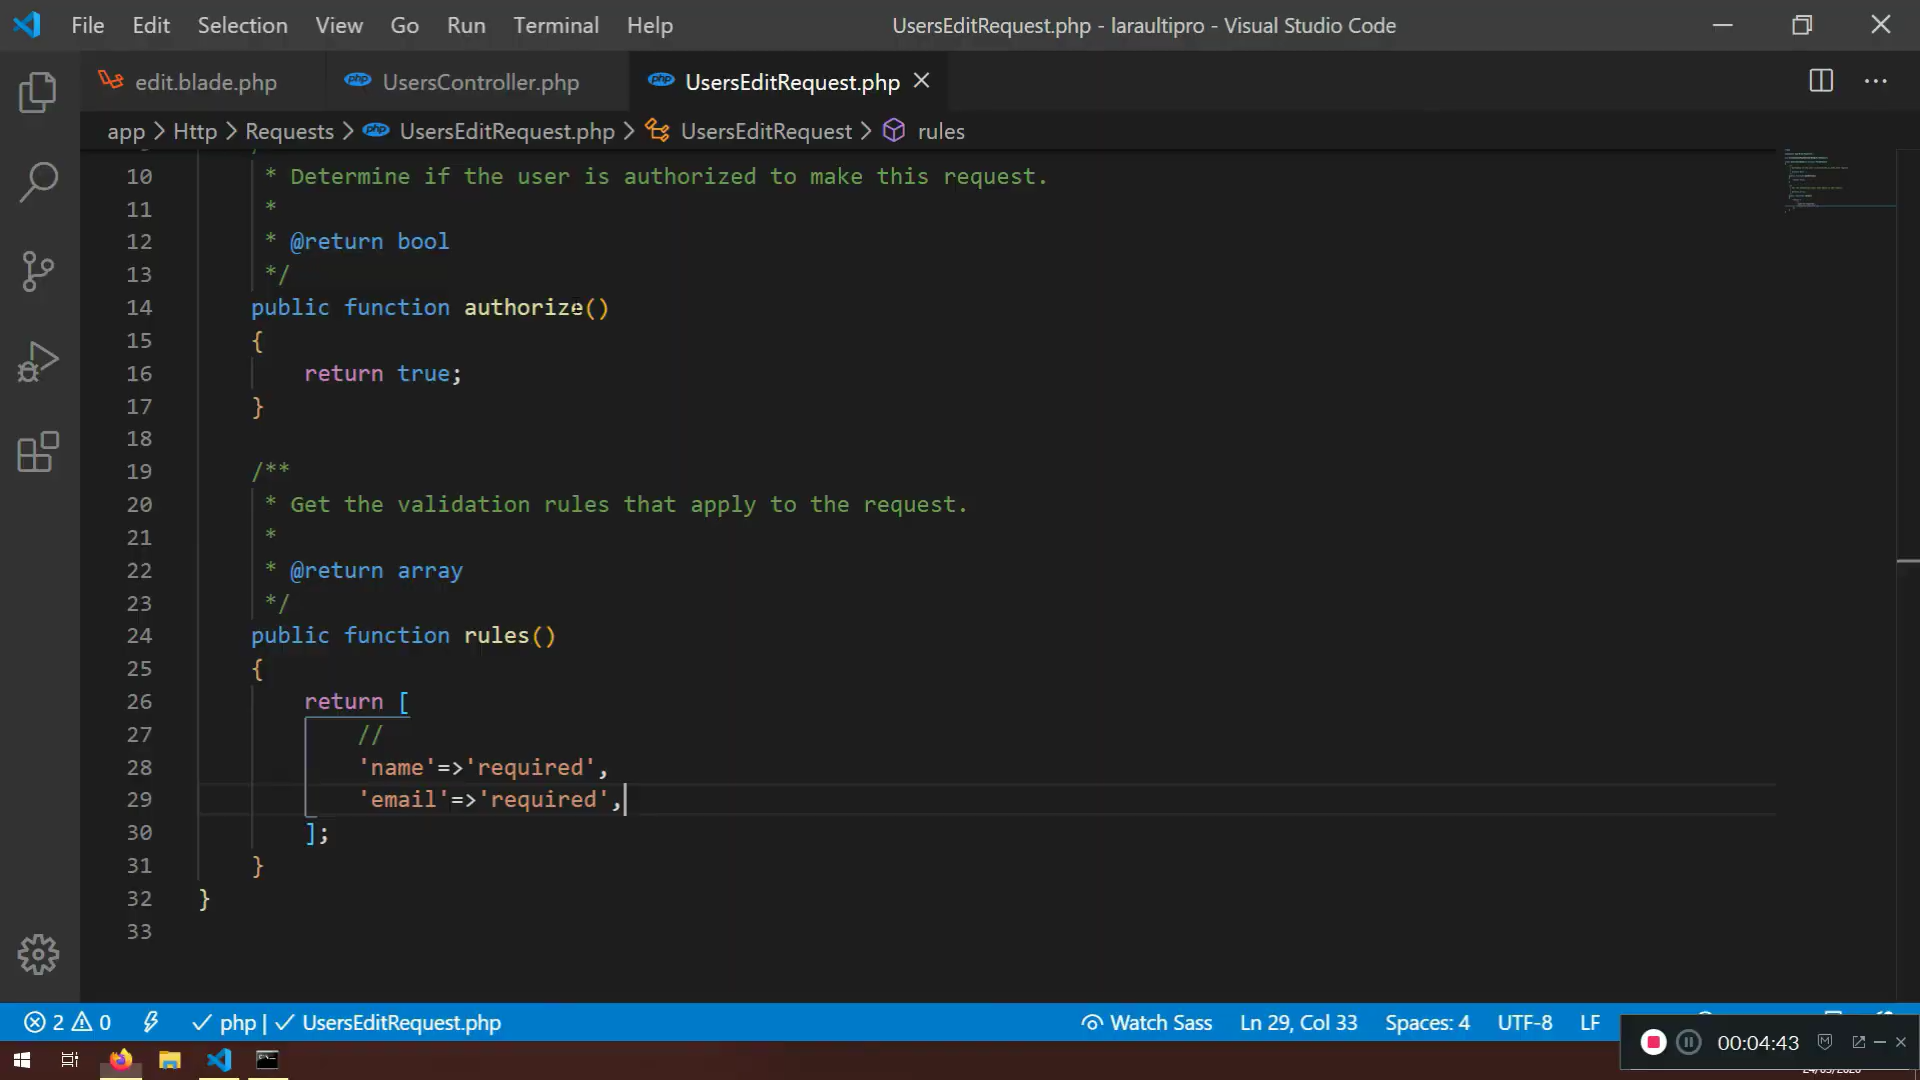 File Edit Selection View Go Run Terminal Help UsersEditRequest.php - laraultipro - Visual Studio Code
edit.blade.php php UsersController.php php UsersEditRequest.php
app > Http > Requests > php UsersEditRequest.php > UsersEditRequest > rules
10 * Determine if the user is authorized to make this request.
11 *
12 * @return bool
13 */
14 public function authorize()
15 {
16 return true;
17 }
18
19 /**
20 * Get the validation rules that apply to the request.
21 *
22 * @return array
23 */
24 public function rules()
25 {
26 return [
27 //
28 'name'=>'required',
29 'email'=>'required',
30 ];
31 }
32 }
33
2 0 php | UsersEditRequest.php Watch Sass Ln 29, Col 33 Spaces: 4 UTF-8 LF
00:04:43